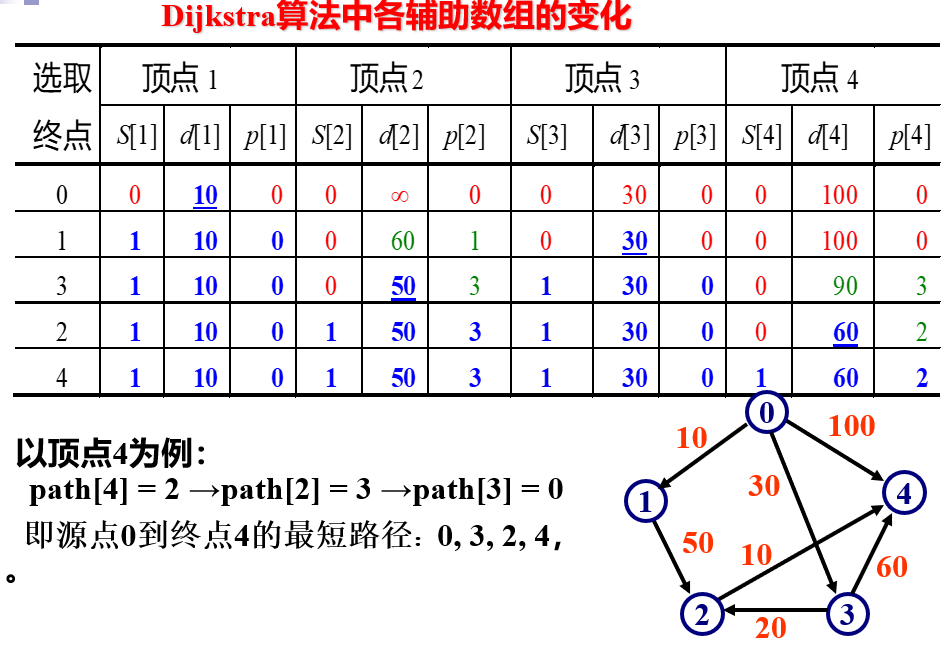 Dijkstra算法中各辅助数组的变化
选取终点 顶点 1 顶点2 顶点 3 顶点 4
S[1] d[1] p[1] S[2] d[2] p[2] S[3] d[3] p[3] S[4] d[4] p[4]
0 0 10 0 0 ∞ 0 0 30 0 0 100 0
1 1 10 0 0 60 1 0 30 0 0 100 0
3 1 10 0 0 50 3 1 30 0 0 90 3
2 1 10 0 1 50 3 1 30 0 0 60 2
4 1 10 0 1 50 3 1 30 0 1 60 2
以顶点4为例：
path[4] = 2 →path[2] = 3 →path[3] = 0
即源点0到终点4的最短路径：0, 3, 2, 4，
。
0
10
100
30
1
4
50
10
60
2
3
20